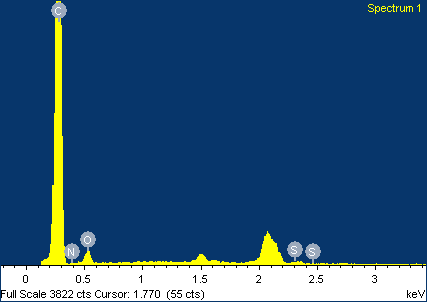 Spectrum 1
C
N
O
S
S
0 0.5 1 1.5 2 2.5 3
Full Scale 3822 cts Cursor: 1.770 (55 cts) keV